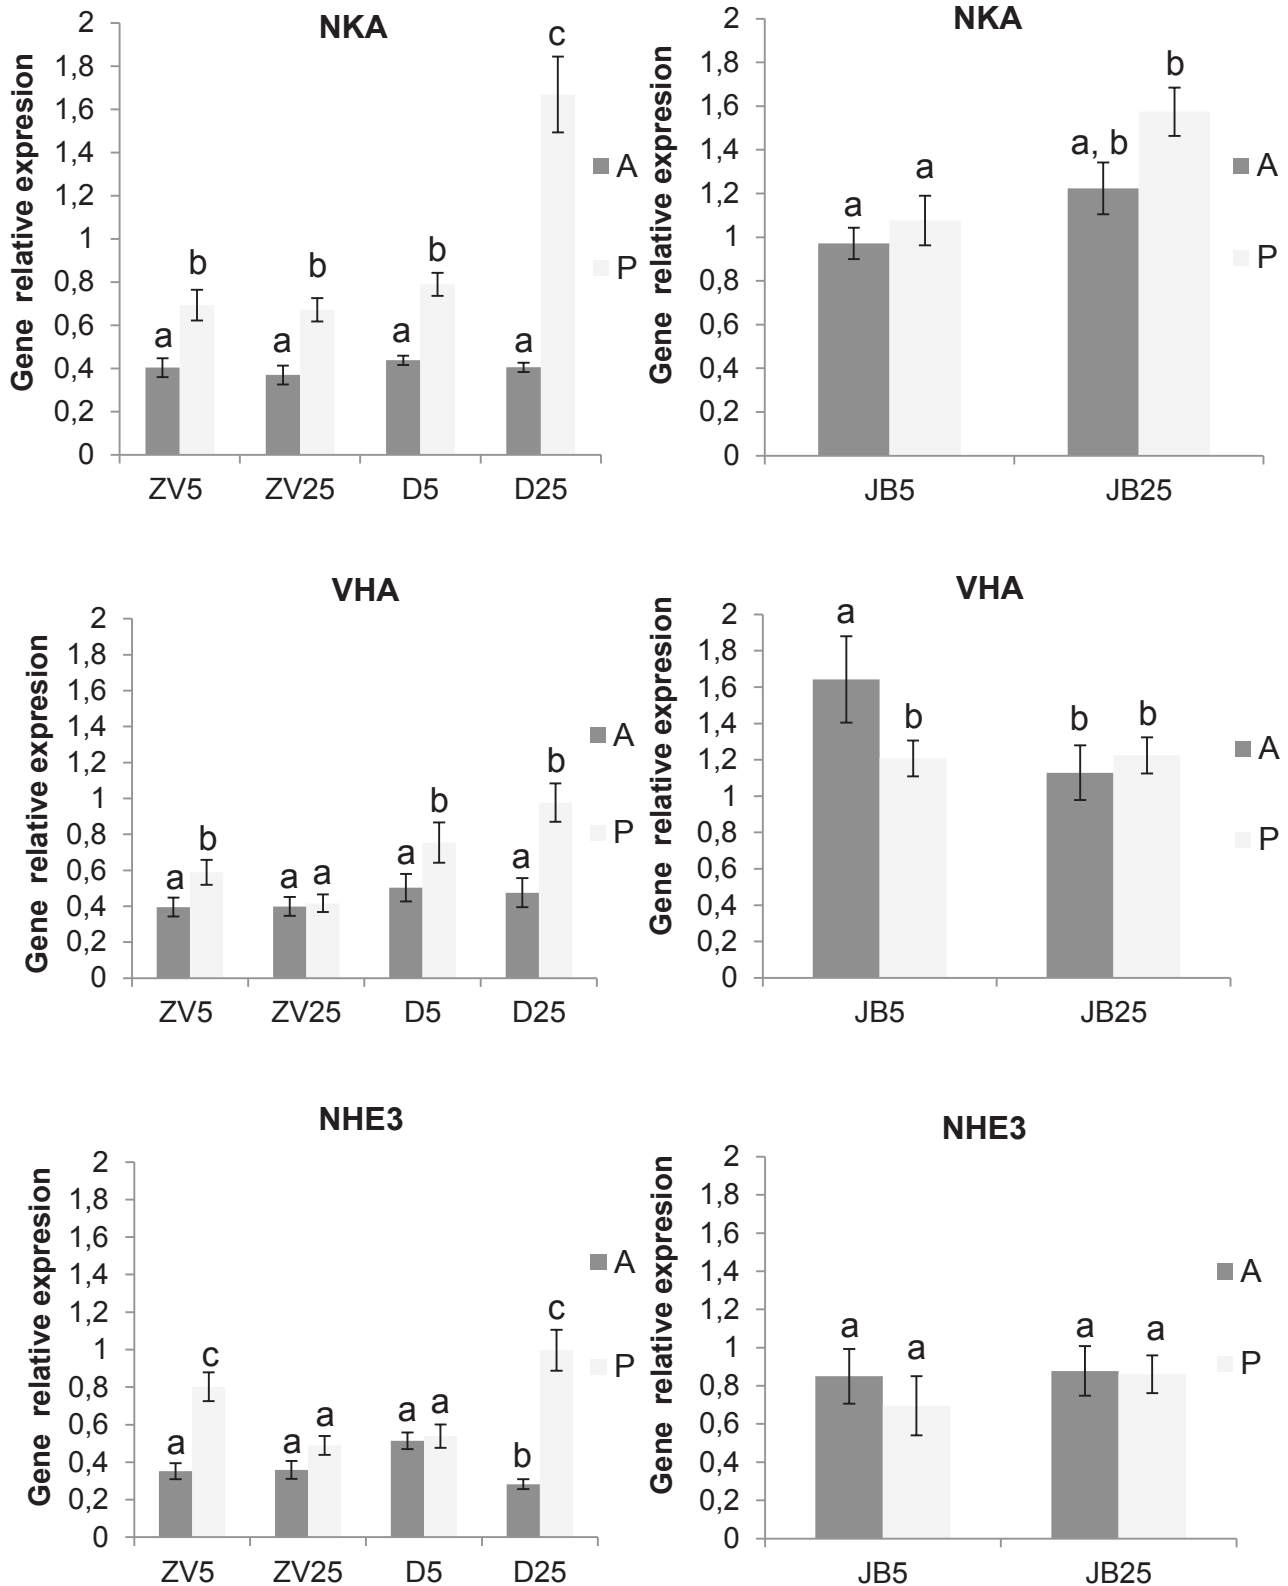 NKA
Gene relative expresion
2
1,8
1,6
1,4
1,2
1
0,8
0,6
0,4
0,2
0
a
b
a
b
a
b
a
c
ZV5 ZV25 D5 D25
A
P
NKA
Gene relative expresion
2
1,8
1,6
1,4
1,2
1
0,8
0,6
0,4
0,2
0
a
a
a, b
b
JB5 JB25
A
P
VHA
Gene relative expresion
2
1,8
1,6
1,4
1,2
1
0,8
0,6
0,4
0,2
0
a
b
a
a
a
b
a
b
ZV5 ZV25 D5 D25
A
P
VHA
Gene relative expresion
2
1,8
1,6
1,4
1,2
1
0,8
0,6
0,4
0,2
0
a
b
b
b
JB5 JB25
A
P
NHE3
Gene relative expresion
2
1,8
1,6
1,4
1,2
1
0,8
0,6
0,4
0,2
0
a
c
a
a
a
a
b
c
ZV5 ZV25 D5 D25
A
P
NHE3
Gene relative expresion
2
1,8
1,6
1,4
1,2
1
0,8
0,6
0,4
0,2
0
a
a
a
a
JB5 JB25
A
P